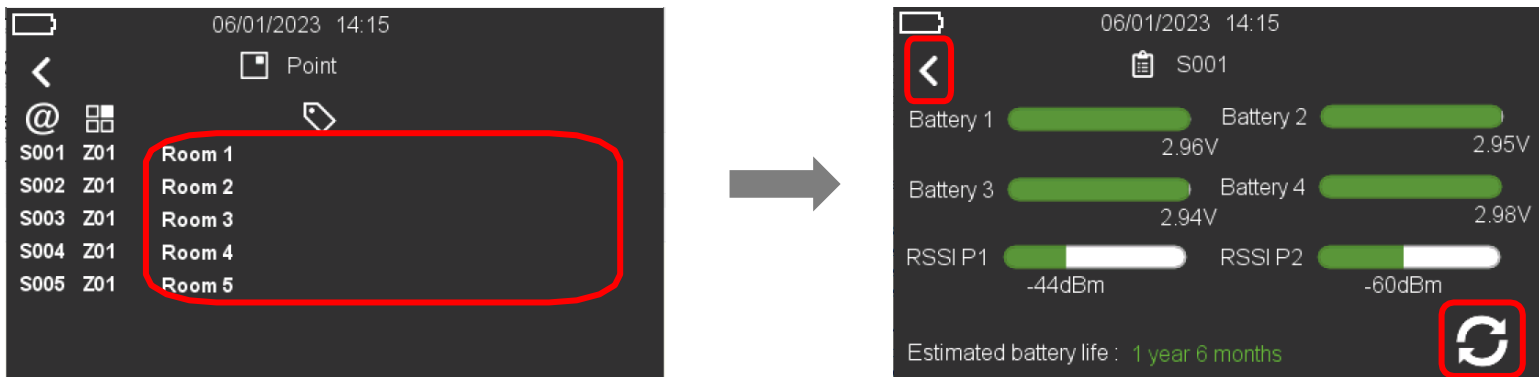 06/01/2023 14:15
Point
@
S001 Z01 Room 1
S002 Z01 Room 2
S003 Z01 Room 3
S004 Z01 Room 4
S005 Z01 Room 5
06/01/2023 14:15
S001
Battery 1 Battery 2
2.96V 2.95V
Battery 3 Battery 4
2.94V 2.98V
RSSI P1 RSSI P2
-44dBm -60dBm
Estimated battery life : 1 year 6 months